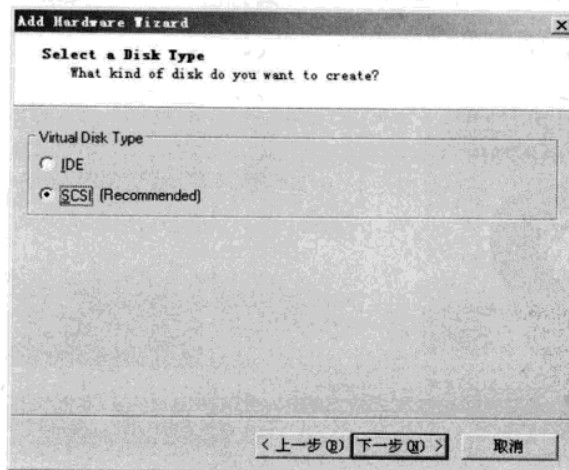 Add Hardware Wizard
Select a Disk Type
What kind of disk do you want to create?
Virtual Disk Type
IDE
SCSI (Recommended)
< 上一步(B) 下一步(N) > 取消